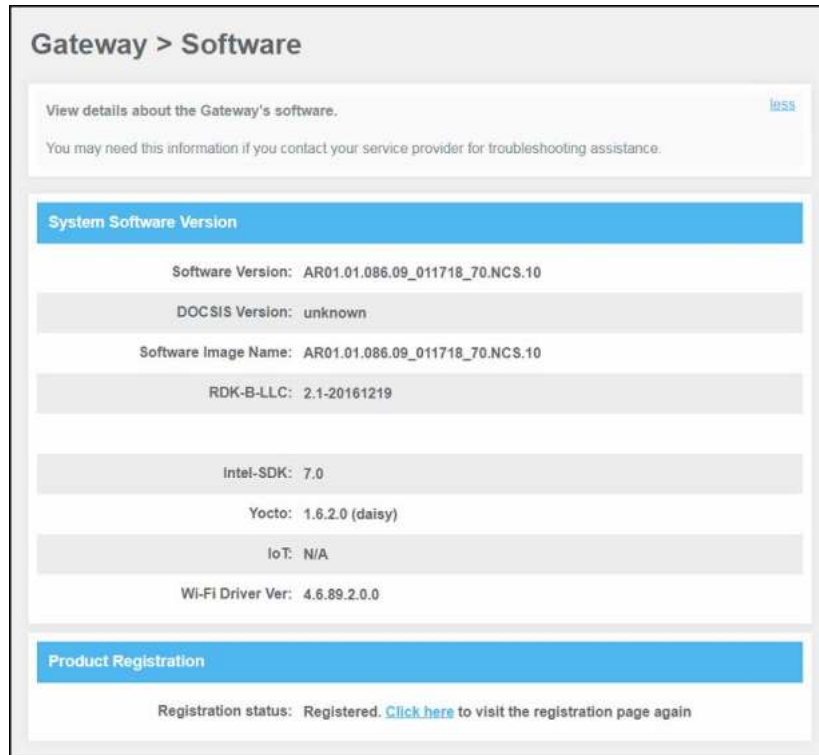 Gateway > Software
View details about the Gateway's software.
less
You may need this information if you contact your service provider for troubleshooting assistance.
System Software Version
Software Version: AR01.01.086.09_011718_70.NCS.10
DOCSIS Version: unknown
Software Image Name: AR01.01.086.09_011718_70.NCS.10
RDK-B-LLC: 2.1-20161219
Intel-SDK: 7.0
Yocto: 1.6.2.0 (daisy)
IoT: N/A
Wi-Fi Driver Ver: 4.6.89.2.0.0
Product Registration
Registration status: Registered. Click here to visit the registration page again